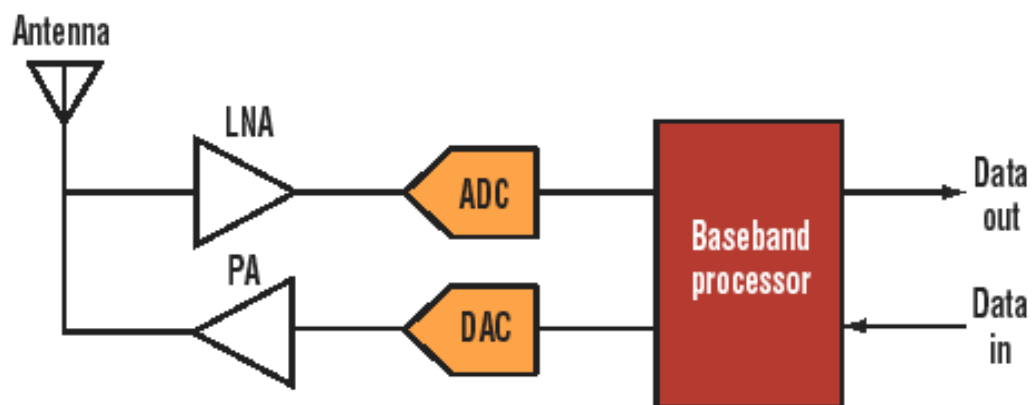 Antenna
LNA
ADC
Data
out
Baseband
processor
PA
DAC
Data
in